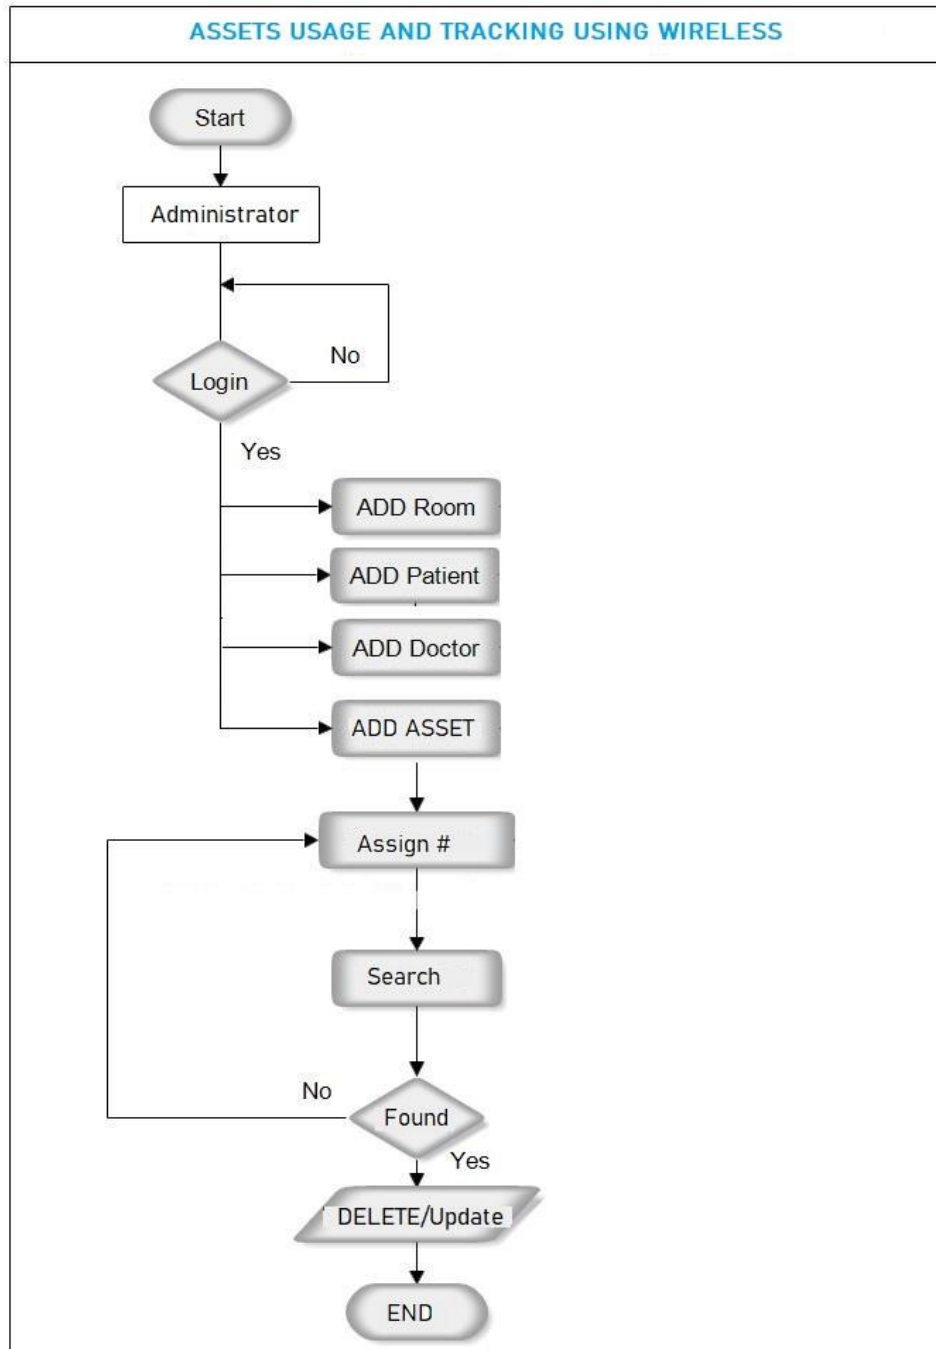 ASSETS USAGE AND TRACKING USING WIRELESS
Start
Administrator
No
Login
Yes
ADD Room
ADD Patient
ADD Doctor
ADD ASSET
Assign #
Search
No
Found
Yes
DELETE/Update
END